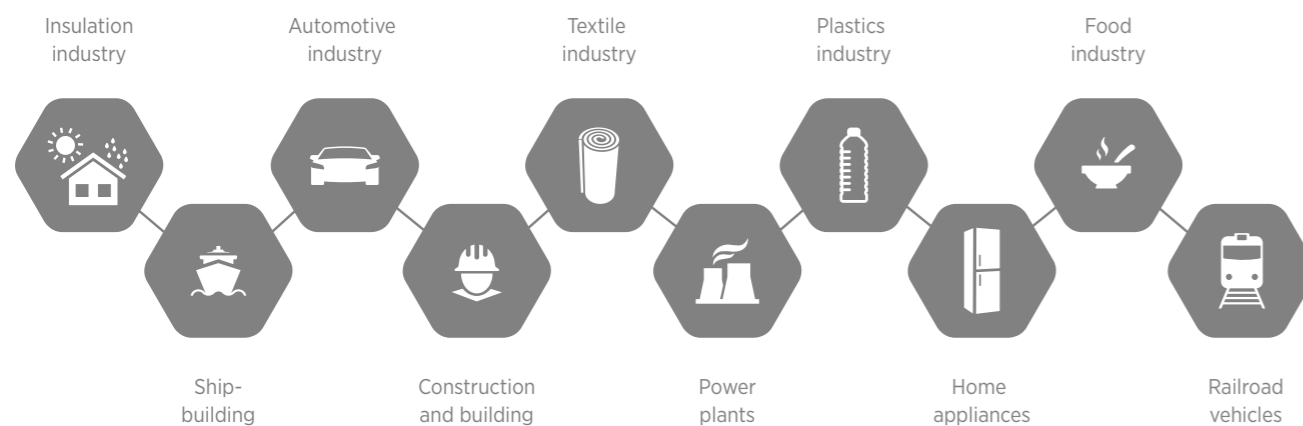 Insulation
industry
Automotive
industry
Textile
industry
Plastics
industry
Food
industry
Ship-
building
Construction
and building
Power
plants
Home
appliances
Railroad
vehicles